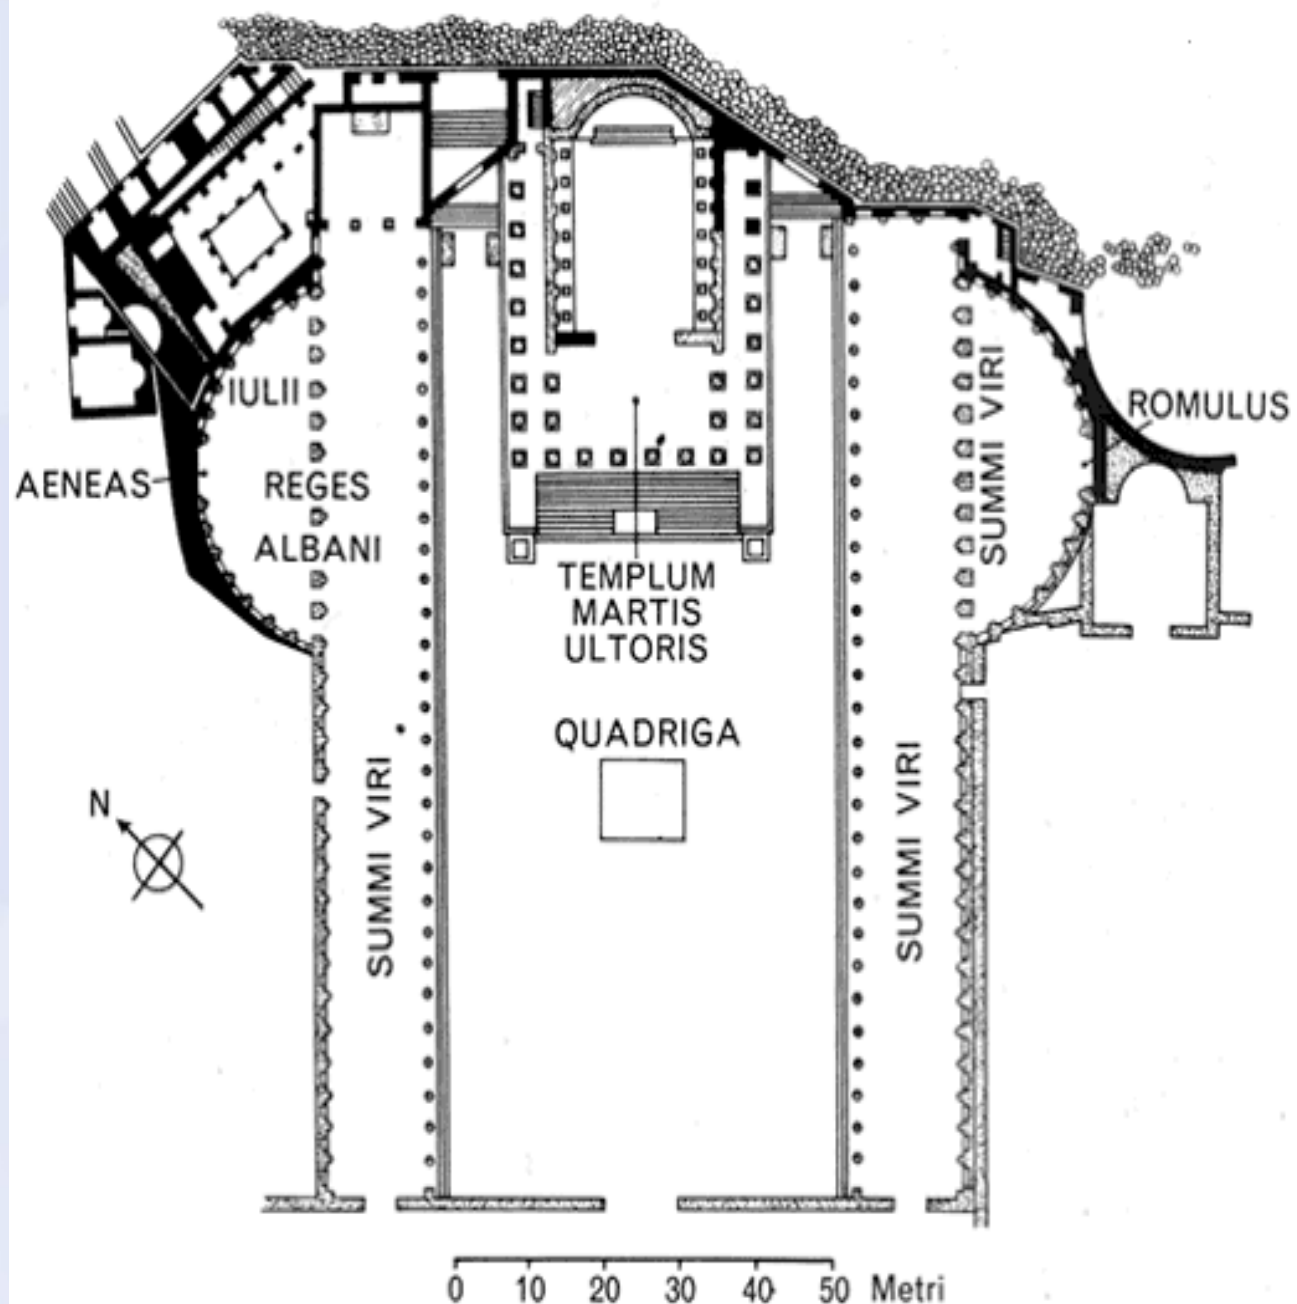 IULII
SUMMI VIRI
ROMULUS
AENEAS
REGES
ALBANI
TEMPLUM
MARTIS
ULTORIS
QUADRIGA
N
SUMMI VIRI
SUMMI VIRI
0 10 20 30 40 50 Metri